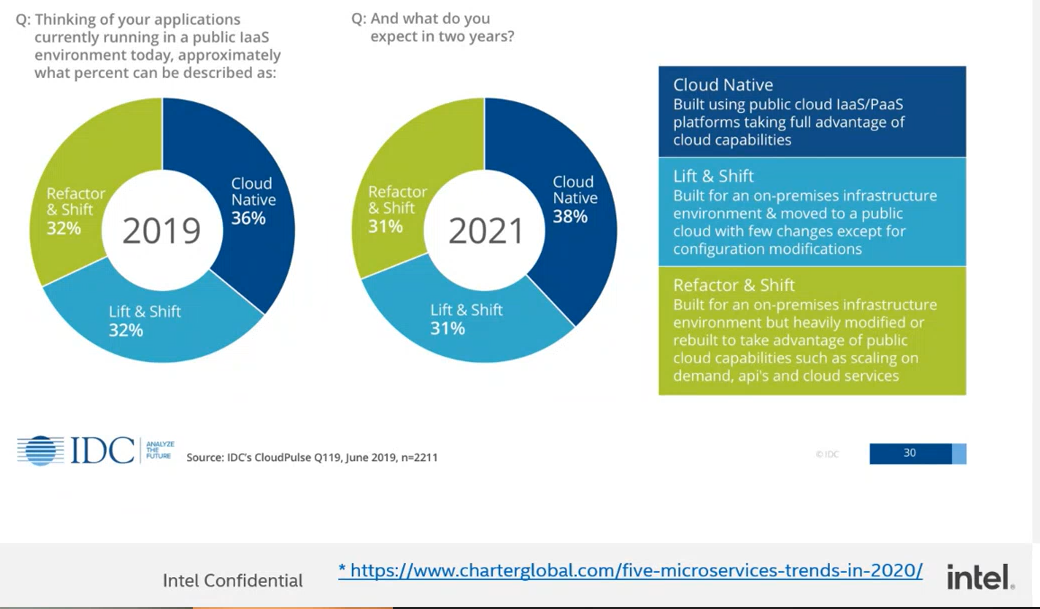 Q: Thinking of your applications
currently running in a public IaaS
environment today, approximately
what percent can be described as:
Q: And what do you
expect in two years?
Refactor
& Shift
32%
2019
Cloud
Native
36%
Lift & Shift
32%
Refactor
& Shift
31%
2021
Cloud
Native
38%
Lift & Shift
31%
Cloud Native
Built using public cloud IaaS/PaaS
platforms taking full advantage of
cloud capabilities
Lift & Shift
Built for an on-premises infrastructure
environment & moved to a public
cloud with few changes except for
configuration modifications
Refactor & Shift
Built for an on-premises infrastructure
environment but heavily modified or
rebuilt to take advantage of public
cloud capabilities such as scaling on
demand, api's and cloud services
IDC
ANALYZE
THE
FUTURE
Source: IDC's CloudPulse Q119, June 2019, n=2211
© IDC
30
Intel Confidential
* https://www.charterglobal.com/five-microservices-trends-in-2020/
intel.